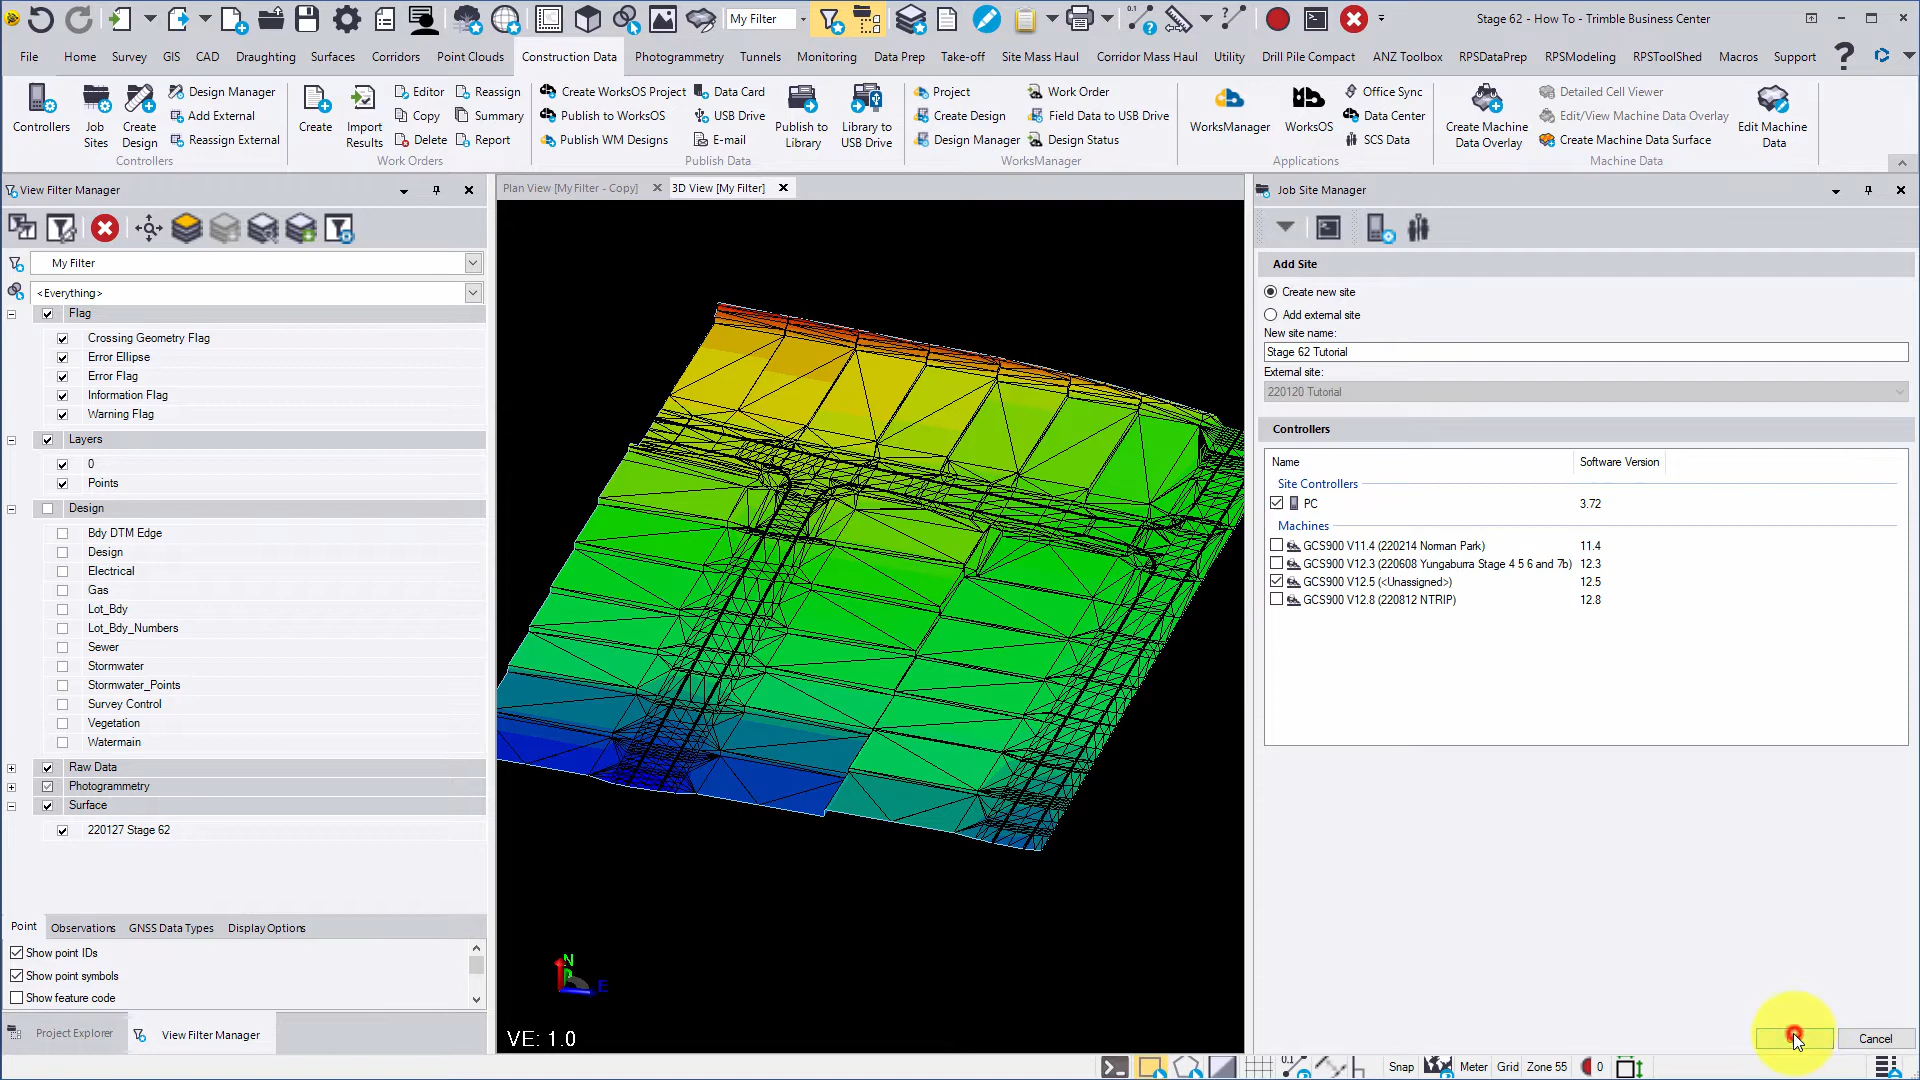 My Filter
Stage 62 - How To - Trimble Business Center
File Home Survey GIS CAD Draughting Surfaces Corridors Point Clouds Construction Data Photogrammetry Tunnels Monitoring Data Prep Take-off Site Mass Haul Corridor Mass Haul Utility Drill Pile Compact ANZ Toolbox RPSDataPrep RPSModeling RPSToolShed Macros Support
Design Manager Editor Reassign Create WorksOS Project Data Card Project Work Order Office Sync Detailed Cell Viewer
Add External Copy Summary Publish to WorksOS USB Drive Create Design Field Data to USB Drive Data Center Edit/View Machine Data Overlay
Controllers Job Sites Create Design Reassign External Create Import Results Delete Report Publish WM Designs E-mail Publish to Library Library to USB Drive Design Manager Design Status WorksManager WorksOS SCS Data Create Machine Data Overlay Create Machine Data Surface Edit Machine Data
Controllers Work Orders Publish Data WorksManager Applications Machine Data
View Filter Manager
My Filter
<Everything>
Flag
Crossing Geometry Flag
Error Ellipse
Error Flag
Information Flag
Warning Flag
Layers
0
Points
Design
Bdy DTM Edge
Design
Electrical
Gas
Lot_Bdy
Lot_Bdy_Numbers
Sewer
Stormwater
Stormwater_Points
Survey Control
Vegetation
Watermain
Raw Data
Photogrammetry
Surface
220127 Stage 62
Point Observations GNSS Data Types Display Options
Show point IDs
Show point symbols
Show feature code
Project Explorer View Filter Manager
Plan View [My Filter - Copy] 3D View [My Filter]
N
E
VE: 1.0
Job Site Manager
Add Site
Create new site
Add external site
New site name:
Stage 62 Tutorial
External site:
220120 Tutorial
Controllers
Name Software Version
Site Controllers
PC 3.72
Machines
GCS900 V11.4 (220214 Norman Park) 11.4
GCS900 V12.3 (220608 Yungaburra Stage 4 5 6 and 7b) 12.3
GCS900 V12.5 (<Unassigned>) 12.5
GCS900 V12.8 (220812 NTRIP) 12.8
Cancel
Snap Meter Grid Zone 55 0